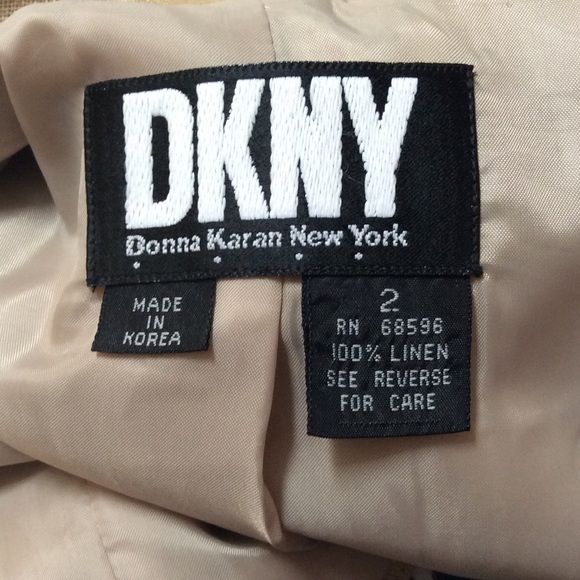 DKNY
Donna Karan New York
MADE
IN
KOREA
2
RN 68596
100% LINEN
SEE REVERSE
FOR CARE